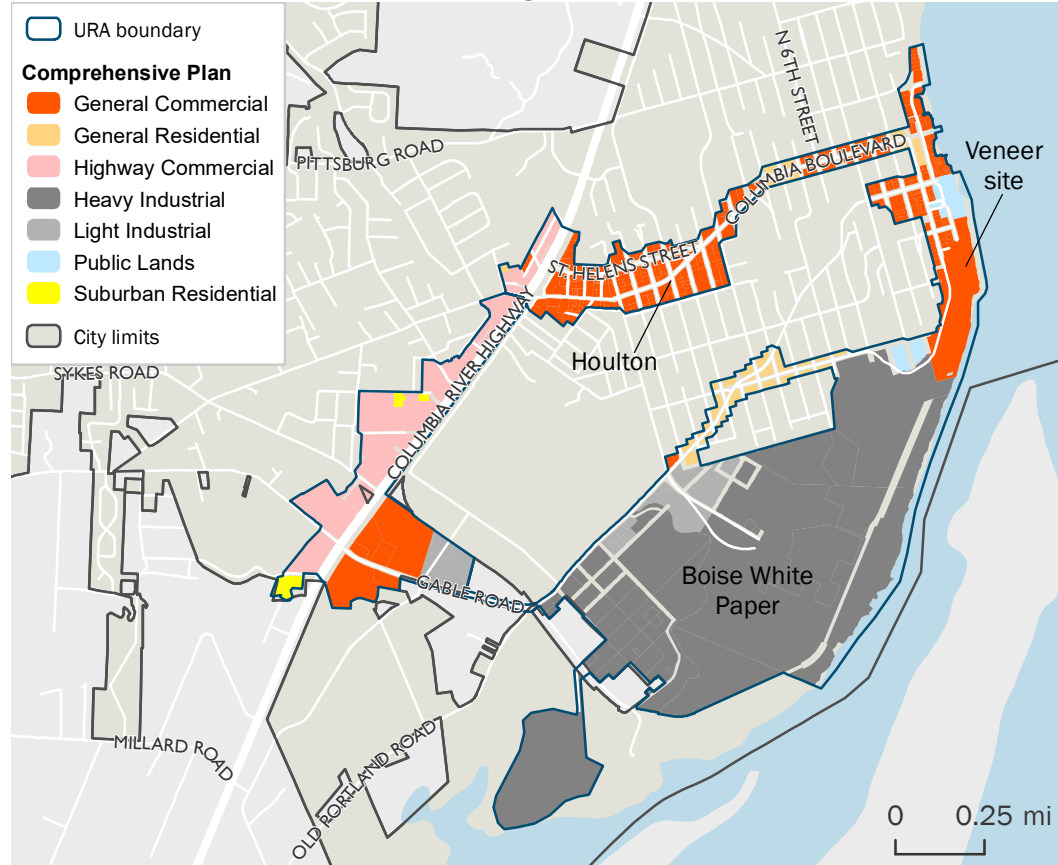 URA boundary
Comprehensive Plan
General Commercial
General Residential
Highway Commercial
Heavy Industrial
Light Industrial
Public Lands
Suburban Residential
City limits
N 6TH STREET
PITTSBURG ROAD
COLUMBIA BOULEVARD
Veneer
site
ST. HELENS STREET
Houlton
SYKES ROAD
COLUMBIA RIVER HIGHWAY
GABLE ROAD
Boise White
Paper
MILLARD ROAD
OLD PORTLAND ROAD
0 0.25 mi